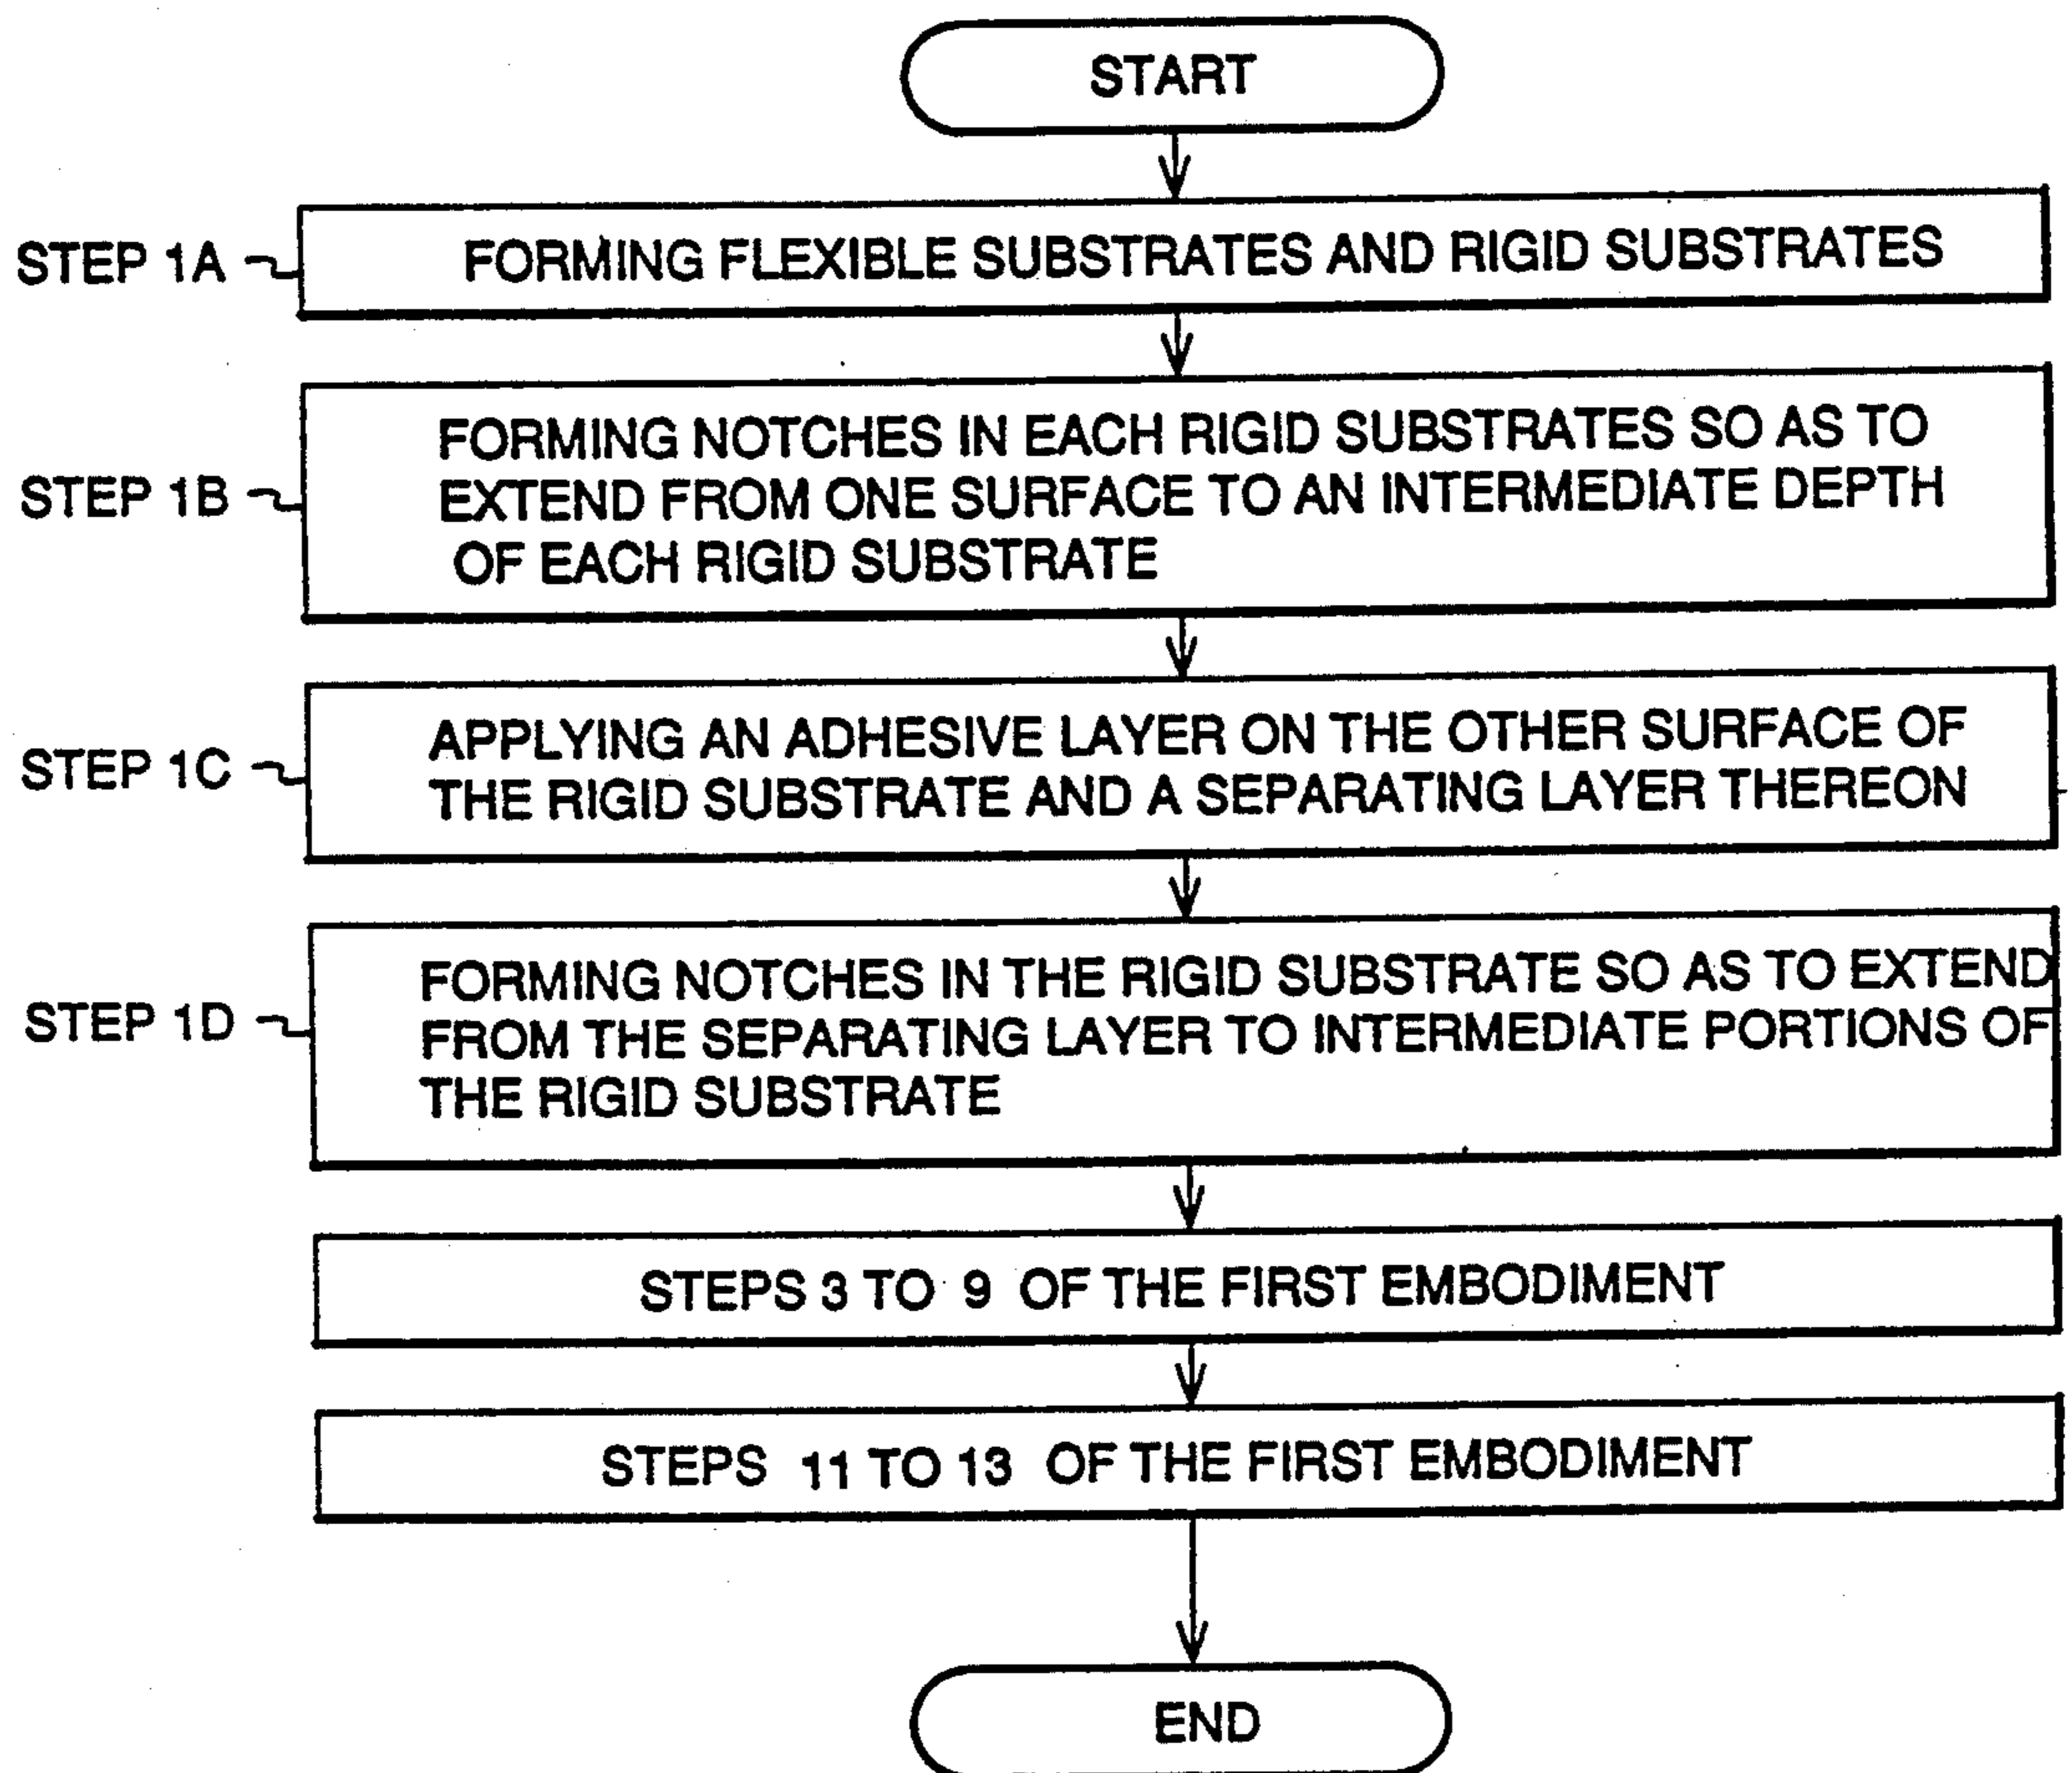 START
STEP 1A
FORMING FLEXIBLE SUBSTRATES AND RIGID SUBSTRATES
STEP 1B
FORMING NOTCHES IN EACH RIGID SUBSTRATES SO AS TO
EXTEND FROM ONE SURFACE TO AN INTERMEDIATE DEPTH
OF EACH RIGID SUBSTRATE
STEP 1C
APPLYING AN ADHESIVE LAYER ON THE OTHER SURFACE OF
THE RIGID SUBSTRATE AND A SEPARATING LAYER THEREON
STEP 1D
FORMING NOTCHES IN THE RIGID SUBSTRATE SO AS TO EXTEND
FROM THE SEPARATING LAYER TO INTERMEDIATE PORTIONS OF
THE RIGID SUBSTRATE
STEPS 3 TO 9 OF THE FIRST EMBODIMENT
STEPS 11 TO 13 OF THE FIRST EMBODIMENT
END